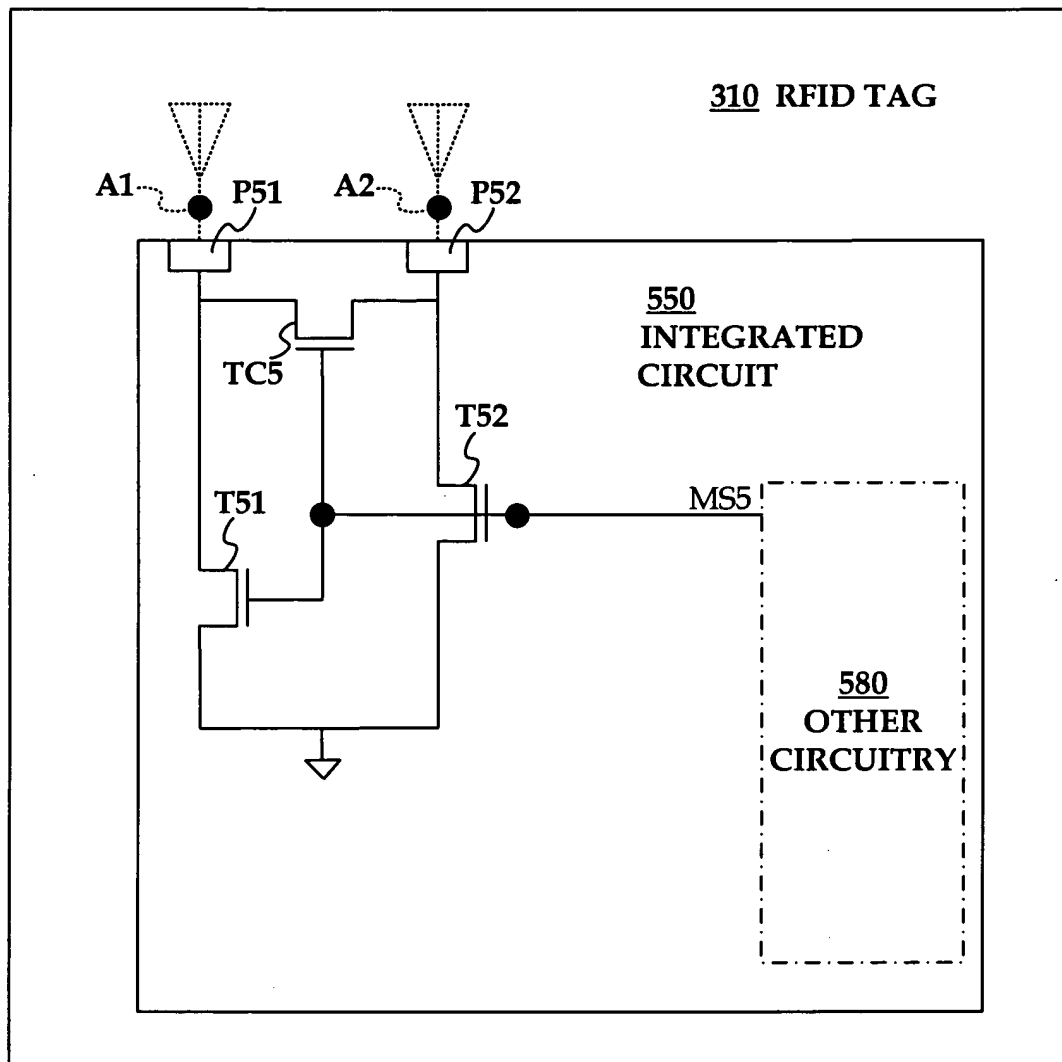 310 RFID TAG
A1
P51
A2
P52
550
INTEGRATED
CIRCUIT
TC5
T52
T51
MS5
580
OTHER
CIRCUITRY